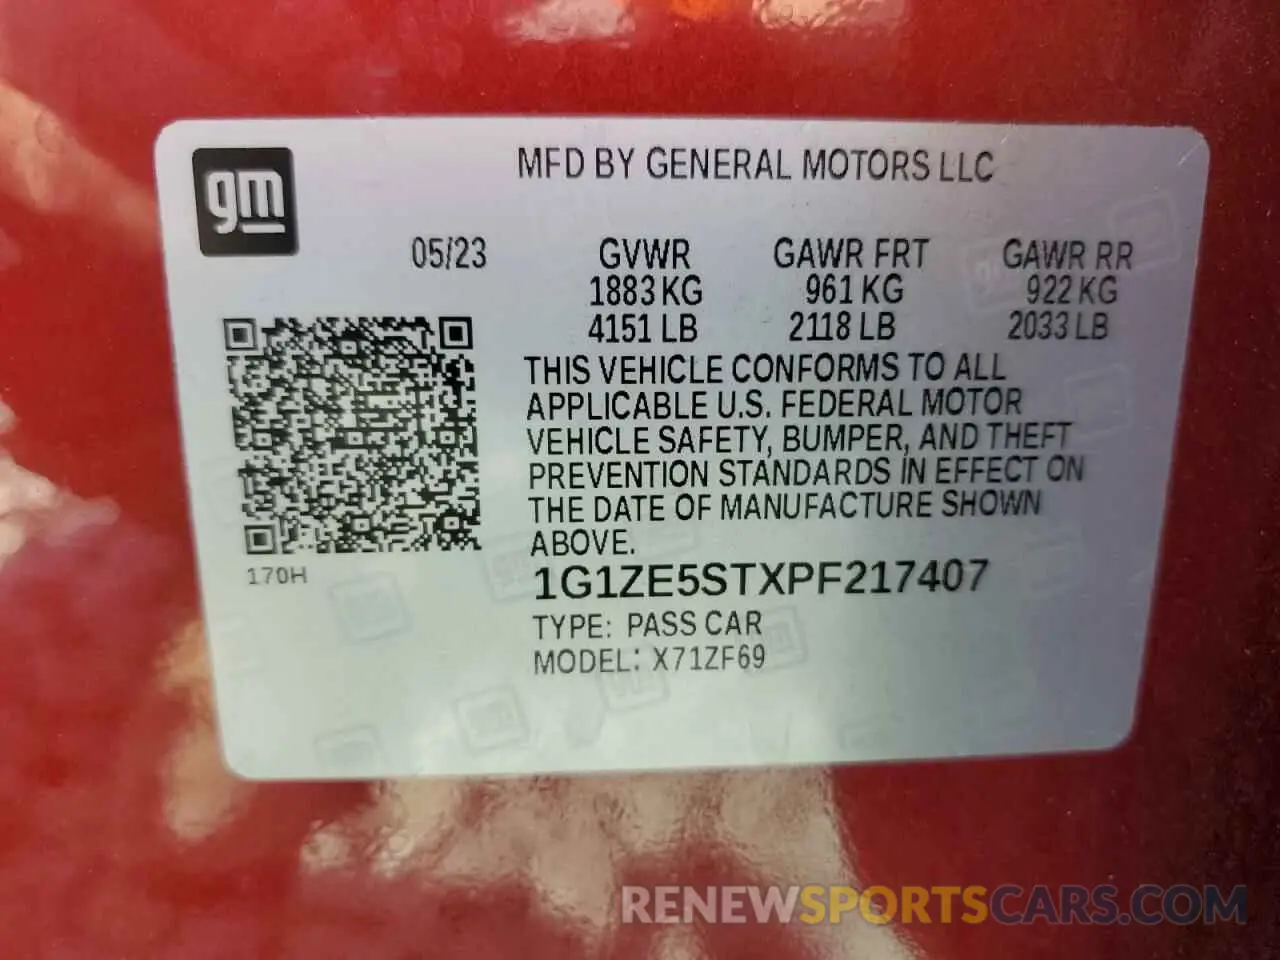 gm
MFD BY GENERAL MOTORS LLC
05/23 GVWR GAWR FRT GAWR RR
1883 KG 961 KG 922 KG
4151 LB 2118 LB 2033 LB
THIS VEHICLE CONFORMS TO ALL
APPLICABLE U.S. FEDERAL MOTOR
VEHICLE SAFETY, BUMPER, AND THEFT
PREVENTION STANDARDS IN EFFECT ON
THE DATE OF MANUFACTURE SHOWN
ABOVE.
170H
1G1ZE5STXPF217407
TYPE: PASS CAR
MODEL: X71ZF69
RENEWSPORTSCARS.COM